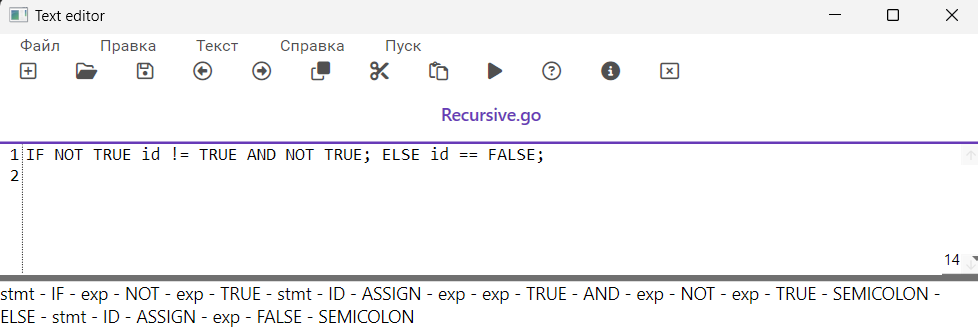 Text editor
Файл Правка Текст Справка Пуск
Recursive.go
1 IF NOT TRUE id != TRUE AND NOT TRUE; ELSE id == FALSE;
2
14
stmt - IF - exp - NOT - exp - TRUE - stmt - ID - ASSIGN - exp - exp - TRUE - AND - exp - NOT - exp - TRUE - SEMICOLON -
ELSE - stmt - ID - ASSIGN - exp - FALSE - SEMICOLON